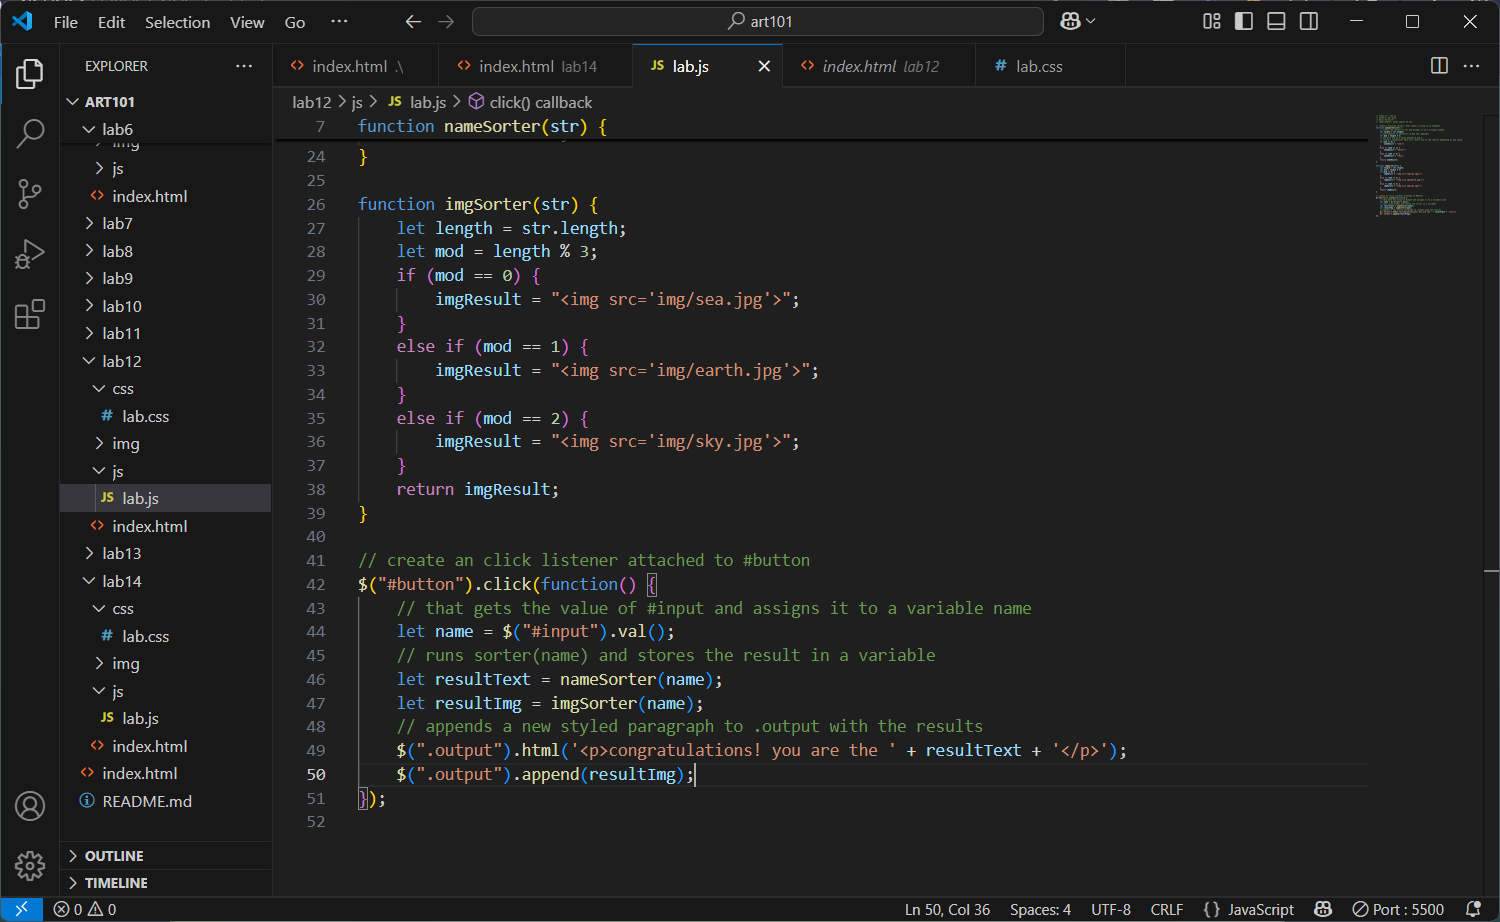 File Edit Selection View Go ··· art101
EXPLORER ···
ART101
lab6
img
js
index.html
lab7
lab8
lab9
lab10
lab11
lab12
css
# lab.css
img
js
JS lab.js
index.html
lab13
lab14
css
# lab.css
img
js
JS lab.js
index.html
index.html
README.md
OUTLINE
TIMELINE
index.html .\
index.html lab14
JS lab.js
index.html lab12
# lab.css
lab12 > js > JS lab.js > click() callback
7 function nameSorter(str) {
24 }
25
26 function imgSorter(str) {
27 let length = str.length;
28 let mod = length % 3;
29 if (mod == 0) {
30 imgResult = "<img src='img/sea.jpg'>";
31 }
32 else if (mod == 1) {
33 imgResult = "<img src='img/earth.jpg'>";
34 }
35 else if (mod == 2) {
36 imgResult = "<img src='img/sky.jpg'>";
37 }
38 return imgResult;
39 }
40
41 // create an click listener attached to #button
42 $("#button").click(function() {
43 // that gets the value of #input and assigns it to a variable name
44 let name = $("#input").val();
45 // runs sorter(name) and stores the result in a variable
46 let resultText = nameSorter(name);
47 let resultImg = imgSorter(name);
48 // appends a new styled paragraph to .output with the results
49 $(".output").html('<p>congratulations! you are the ' + resultText + '</p>');
50 $(".output").append(resultImg);
51 });
52
0 0 Ln 50, Col 36 Spaces: 4 UTF-8 CRLF {} JavaScript Port : 5500